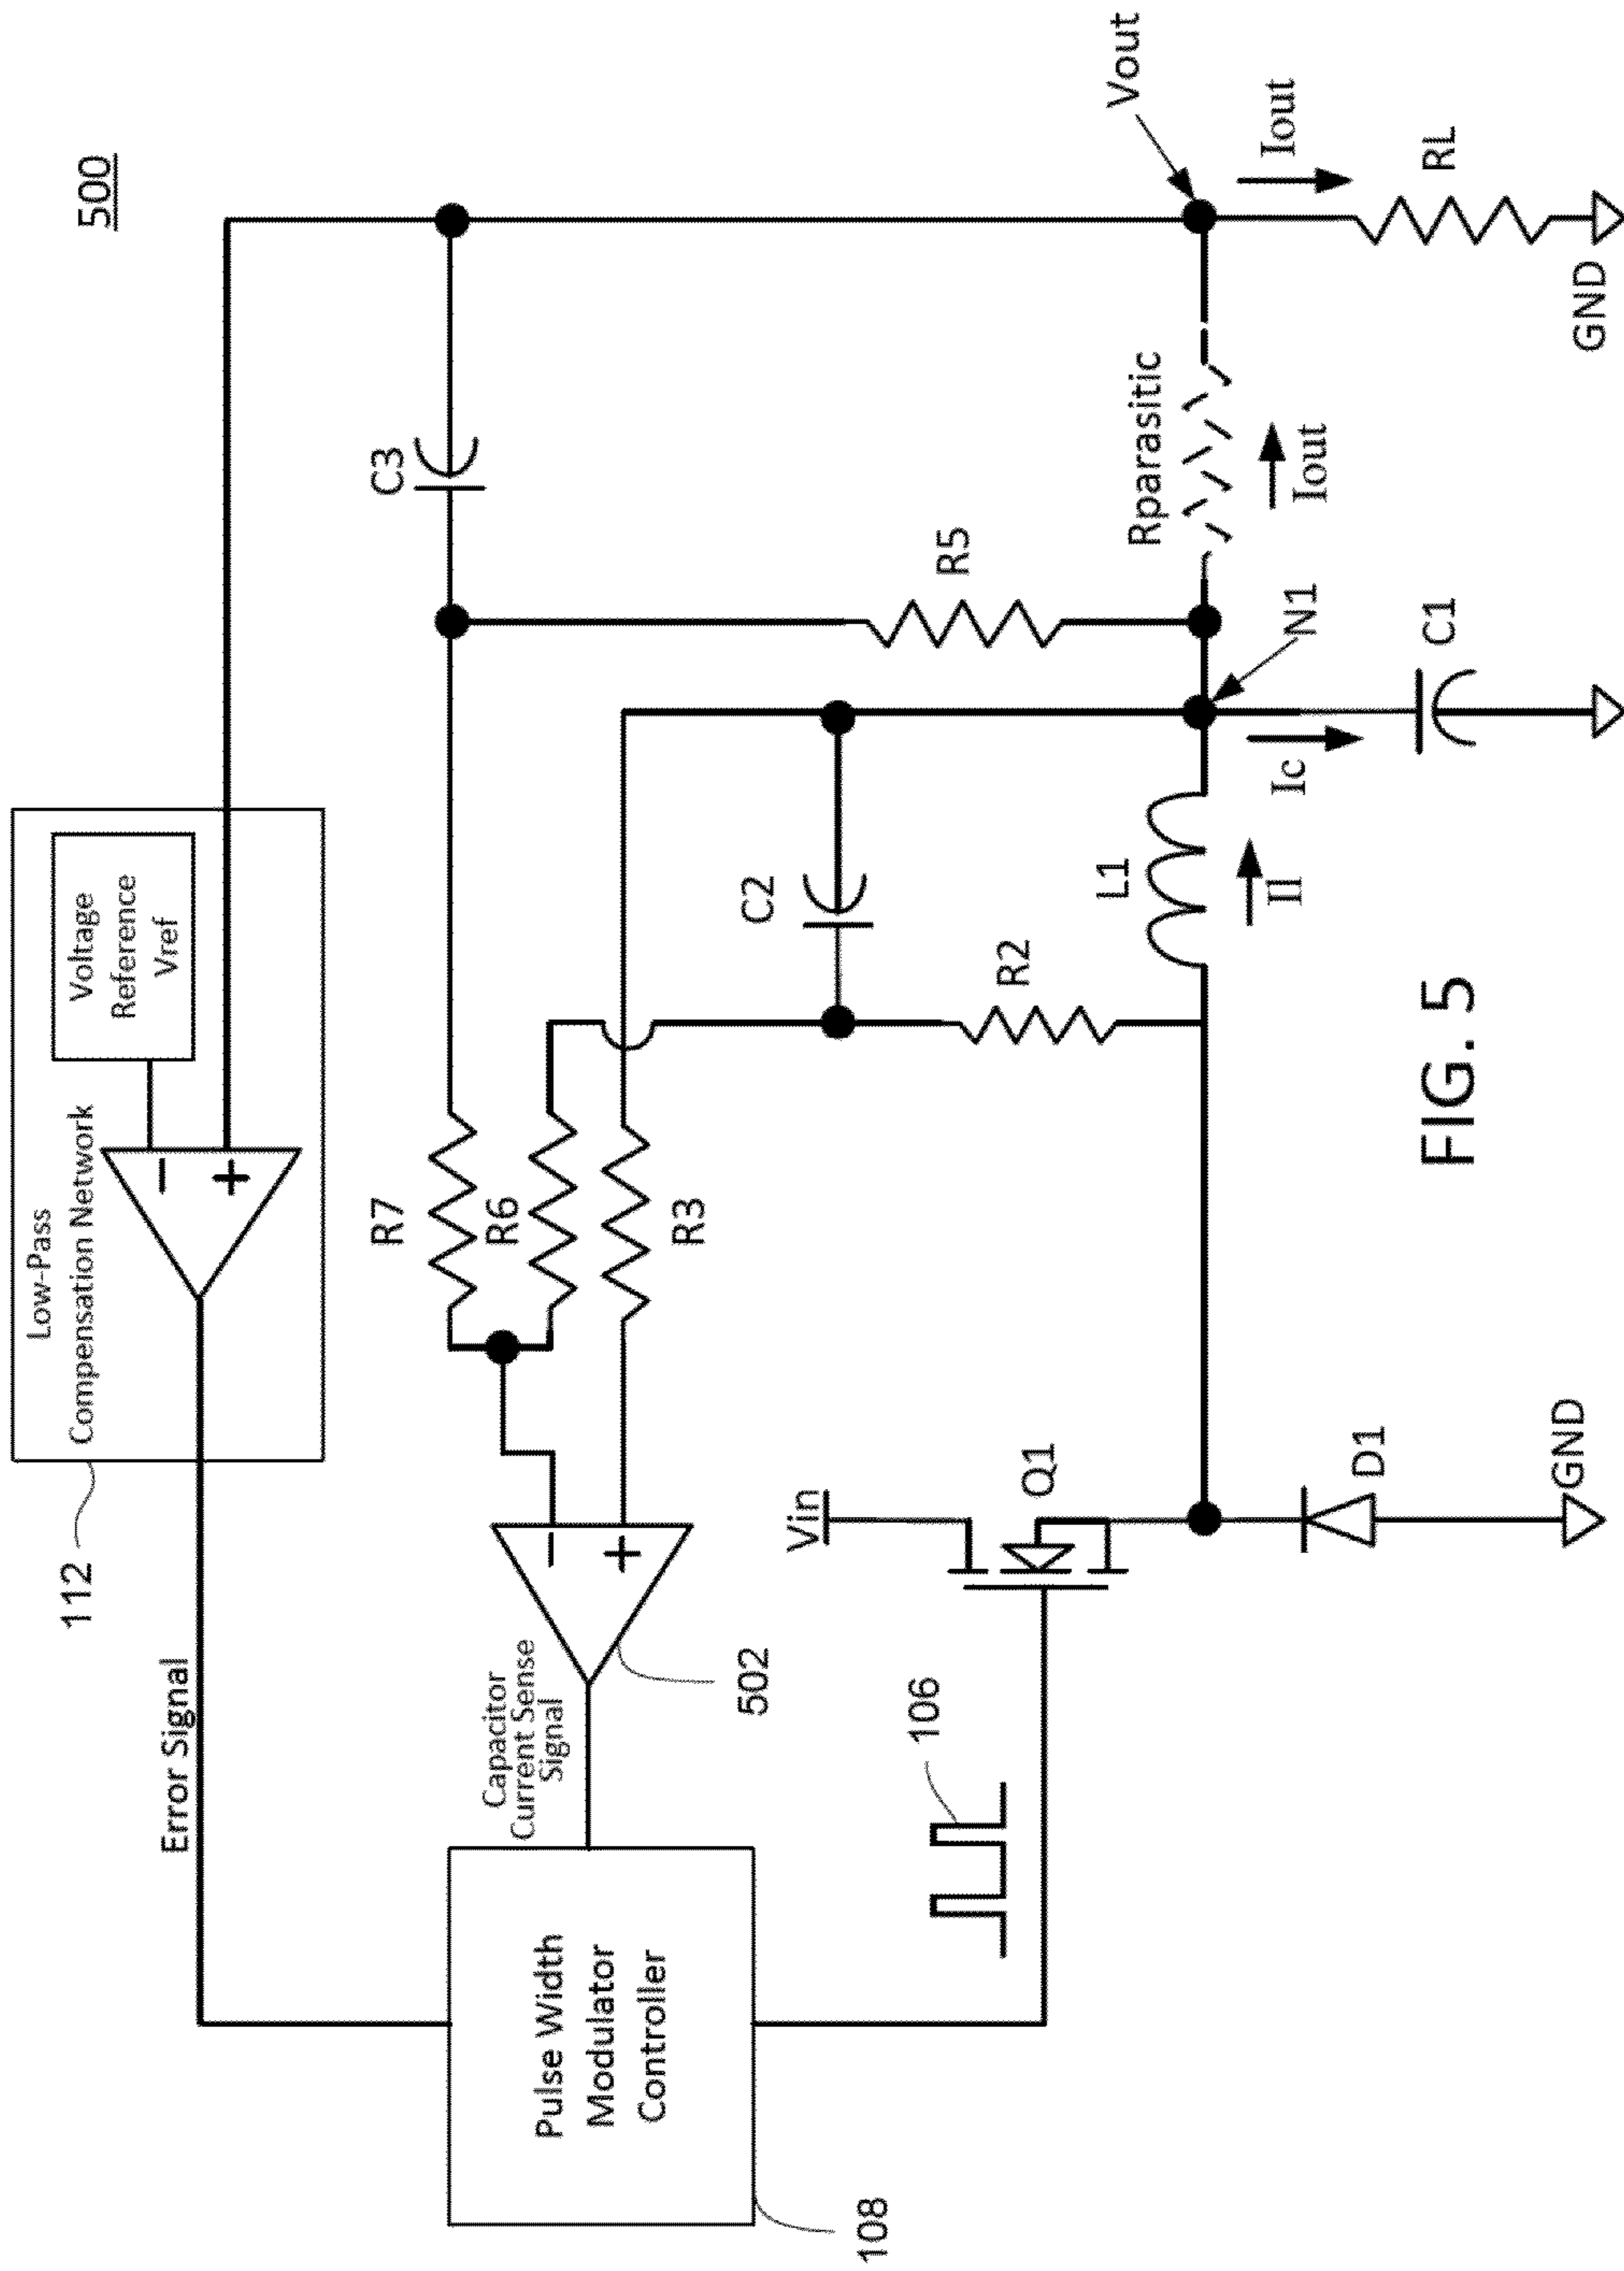 500
Low-Pass
Compensation Network
Voltage
Reference
Vref
−
+
112
Error Signal
C3
R7
R6
R3
Capacitor
Current Sense
Signal
−
+
502
Pulse Width
Modulator
Controller
108
106
C2
R2
R5
Vin
Q1
L1
Il
Rparasitic
Iout
Vout
Iout
N1
Ic
C1
RL
D1
GND
GND
FIG. 5